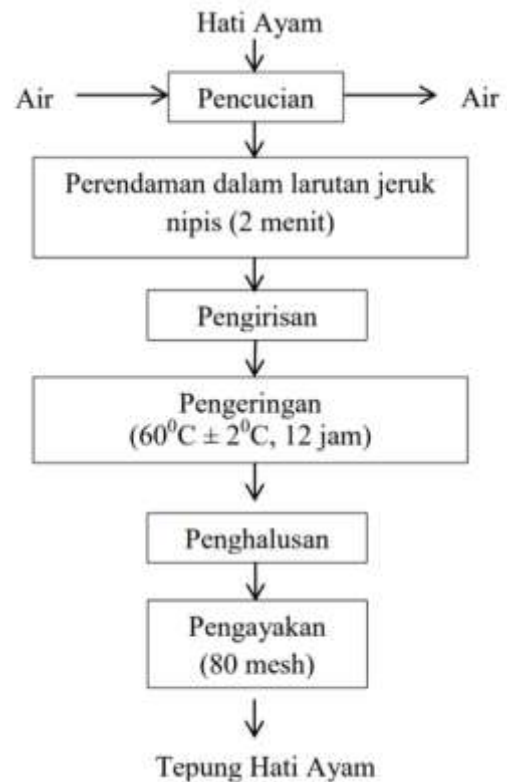 Hati Ayam
Air
Pencucian
Air
Perendaman dalam larutan jeruk
nipis (2 menit)
Pengirisan
Pengeringan
(60⁰C ± 2⁰C, 12 jam)
Penghalusan
Pengayakan
(80 mesh)
Tepung Hati Ayam